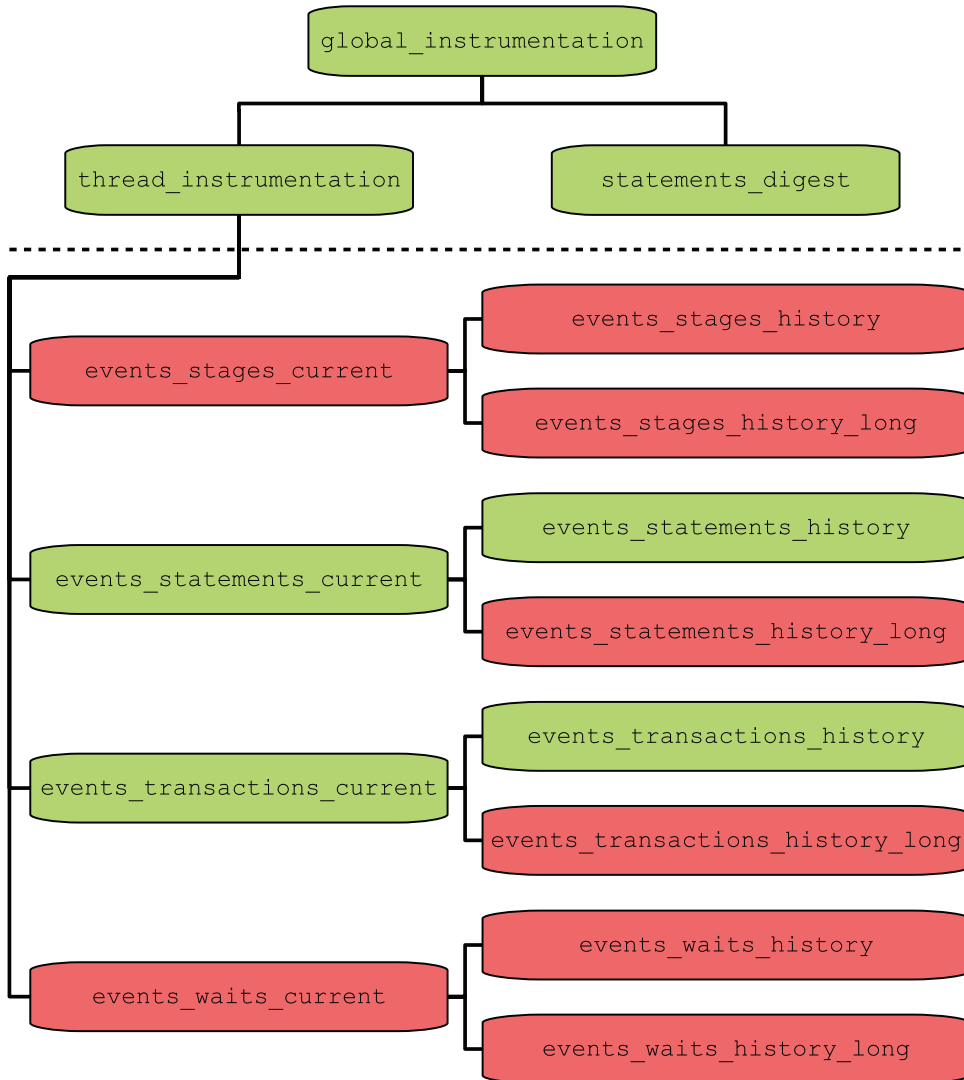 global_instrumentation
thread_instrumentation
statements_digest
events_stages_history
events_stages_current
events_stages_history_long
events_statements_history
events_statements_current
events_statements_history_long
events_transactions_history
events_transactions_current
events_transactions_history_long
events_waits_history
events_waits_current
events_waits_history_long